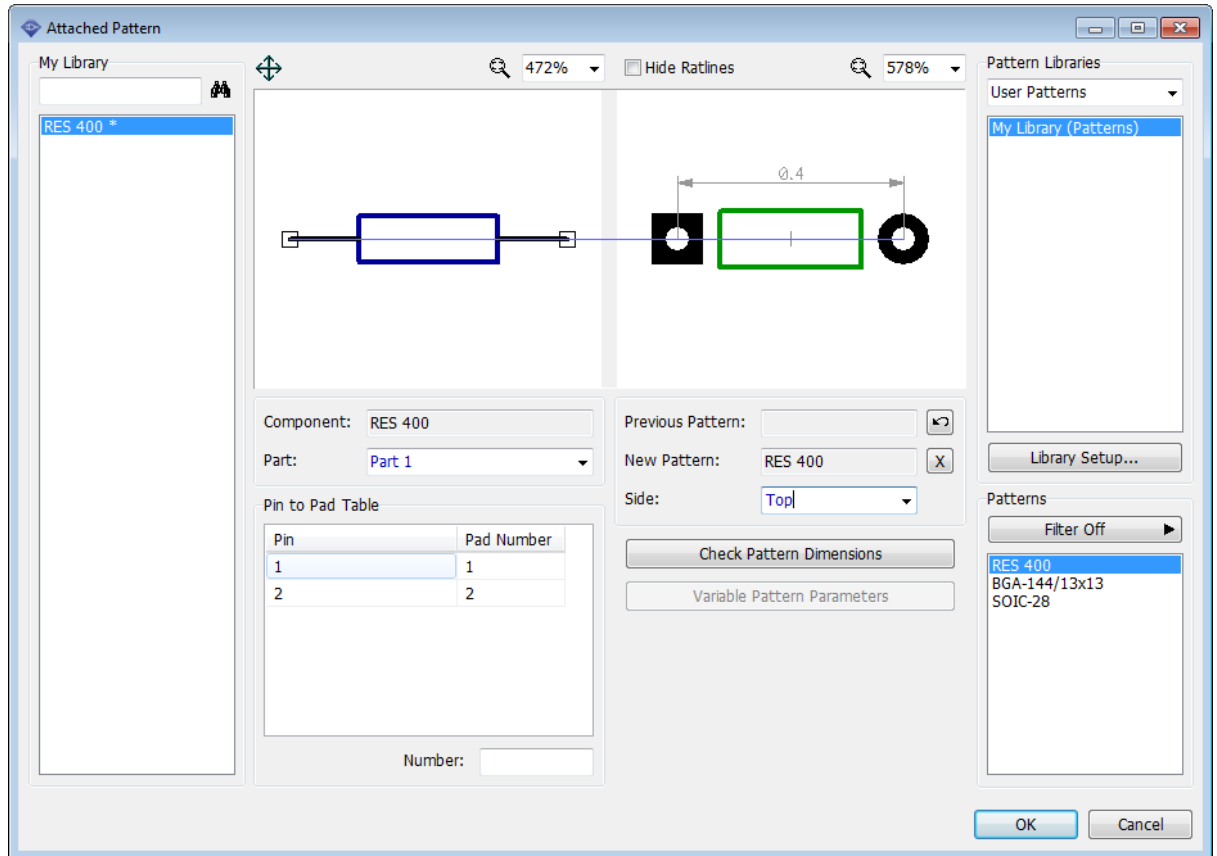 Attached Pattern
My Library
RES 400 *
472%
Hide Ratlines
578%
0.4
Component: RES 400
Part: Part 1
Pin to Pad Table
Pin Pad Number
1 1
2 2
Number:
Previous Pattern:
New Pattern: RES 400 X
Side: Top
Check Pattern Dimensions
Variable Pattern Parameters
Pattern Libraries
User Patterns
My Library (Patterns)
Library Setup...
Patterns
Filter Off
RES 400
BGA-144/13x13
SOIC-28
OK Cancel